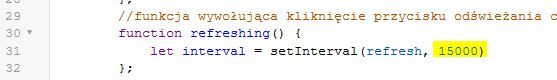 29 //funkcja wywołująca kliknięcie przycisku odświeżania
30 function refreshing() {
31 let interval = setInterval(refresh, 15000)
32 };